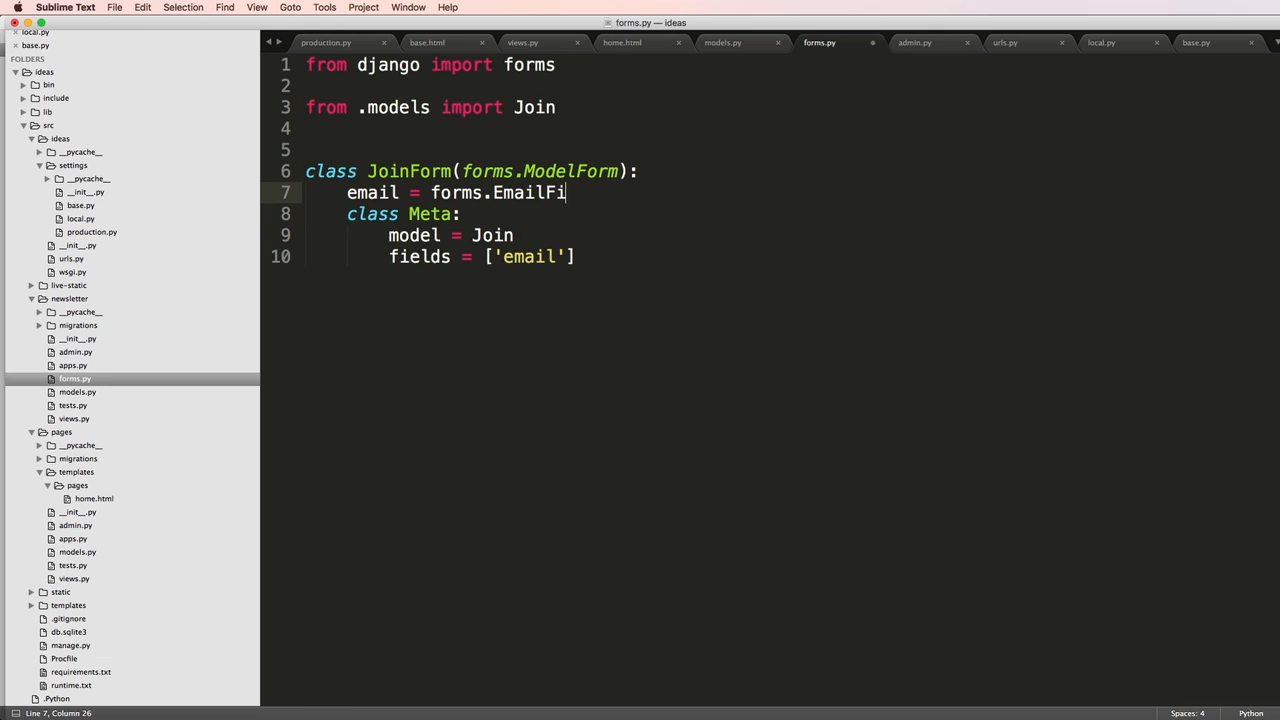 Sublime Text File Edit Selection Find View Goto Tools Project Window Help
forms.py — ideas
local.py
base.py
FOLDERS
ideas
bin
include
lib
src
ideas
__pycache__
settings
__pycache__
__init__.py
base.py
local.py
production.py
__init__.py
urls.py
wsgi.py
live-static
newsletter
__pycache__
migrations
__init__.py
admin.py
apps.py
forms.py
models.py
tests.py
views.py
pages
__pycache__
migrations
templates
pages
home.html
__init__.py
admin.py
apps.py
models.py
tests.py
views.py
static
templates
.gitignore
db.sqlite3
manage.py
Procfile
requirements.txt
runtime.txt
.Python
production.py base.html views.py home.html models.py forms.py admin.py urls.py local.py base.py
1 from django import forms
2
3 from .models import Join
4
5
6 class JoinForm(forms.ModelForm):
7 email = forms.EmailFi
8 class Meta:
9 model = Join
10 fields = ['email']
Line 7, Column 26 Spaces: 4 Python